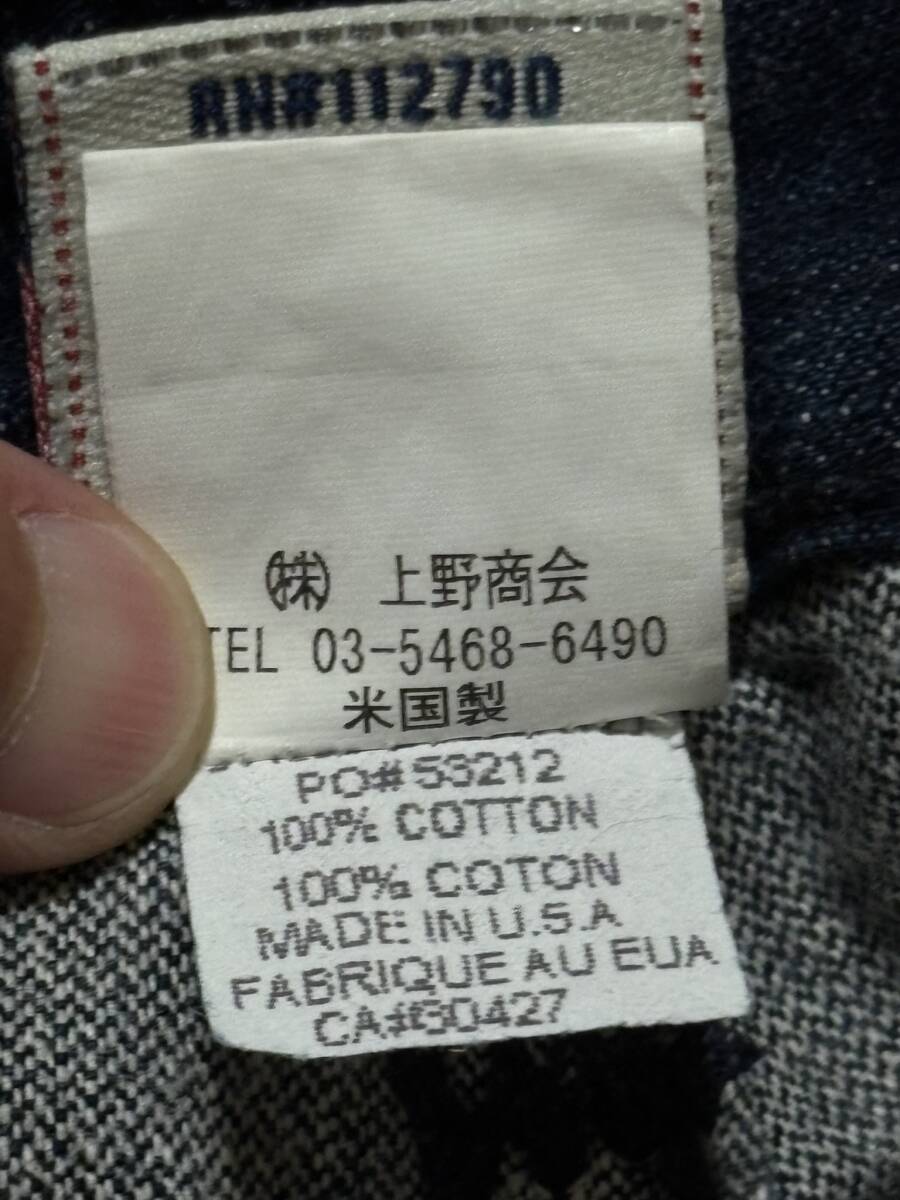 RN#112790
㈱ 上野商会
TEL 03-5468-6490
米国製
PO# 53212
100% COTTON
100% COTON
MADE IN U.S.A
FABRIQUE AU EUA
CA#60427